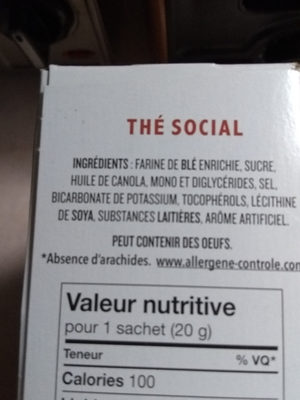 THÉ SOCIAL
INGRÉDIENTS : FARINE DE BLÉ ENRICHIE, SUCRE,
HUILE DE CANOLA, MONO ET DIGLYCÉRIDES, SEL,
BICARBONATE DE POTASSIUM, TOCOPHÉROLS, LÉCITHINE
DE SOYA, SUBSTANCES LAITIÈRES, ARÔME ARTIFICIEL.
PEUT CONTENIR DES OEUFS.
*Absence d'arachides. www.allergene-controle.com
Valeur nutritive
pour 1 sachet (20 g)
Teneur % VQ*
Calories 100